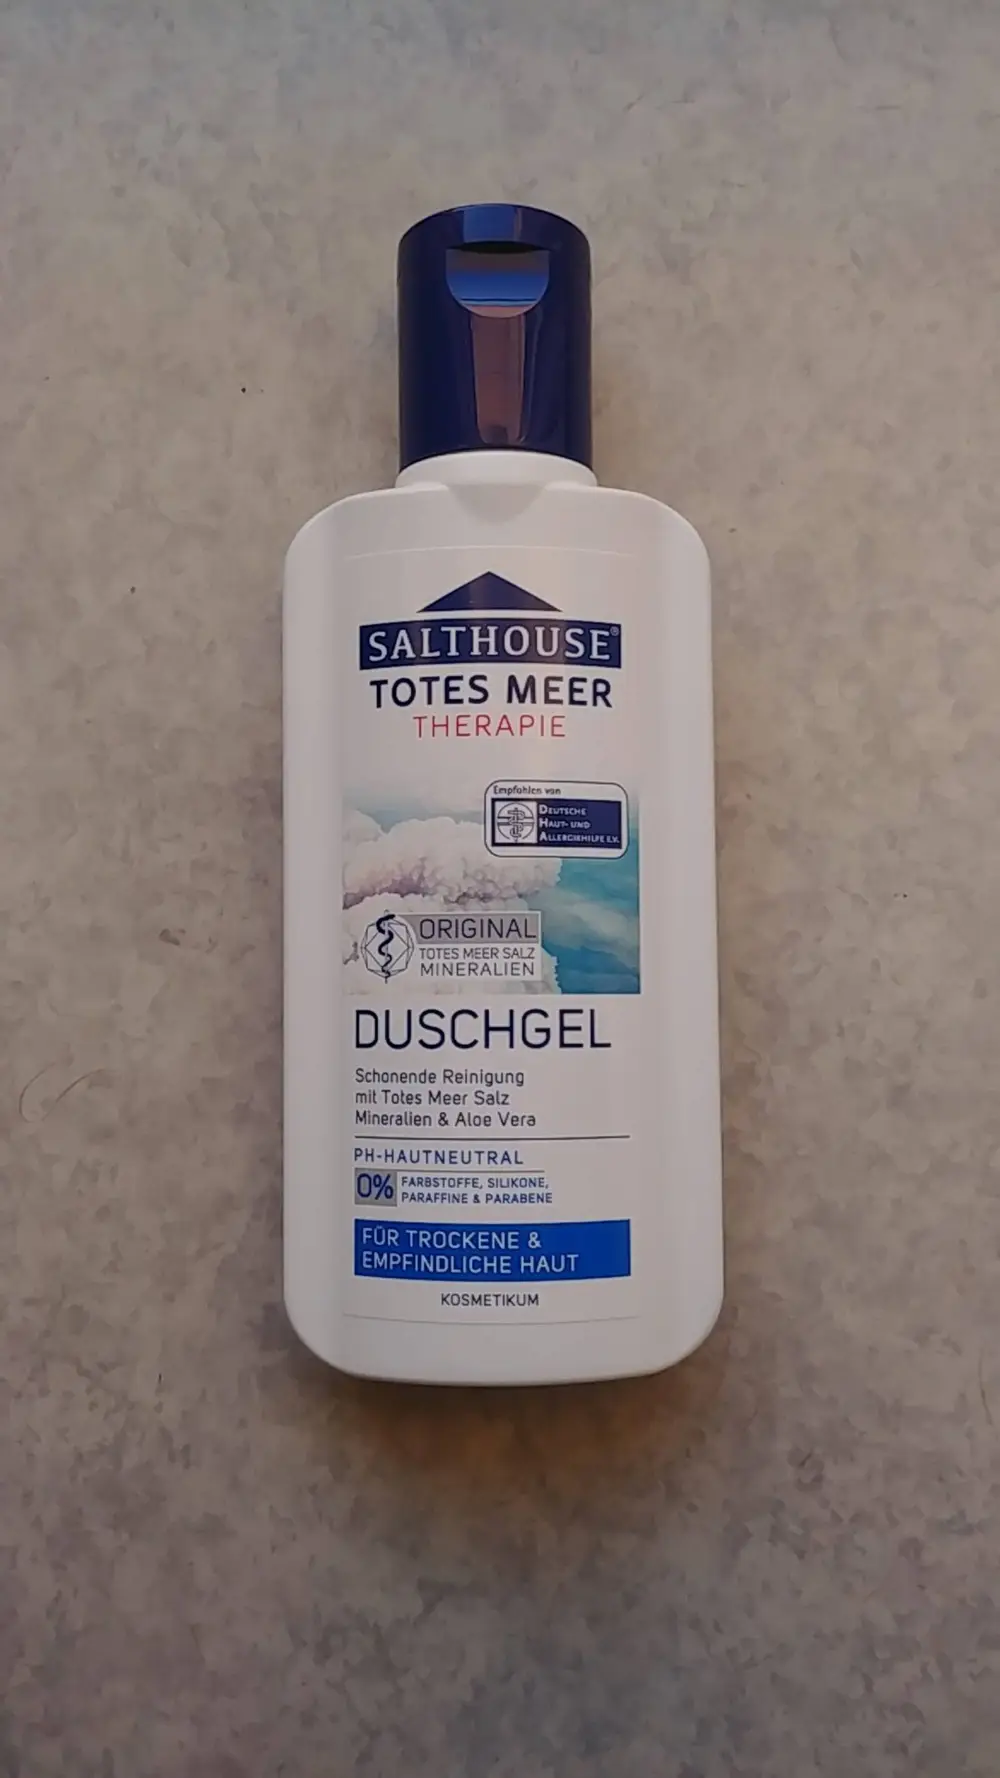 SALTHOUSE®
TOTES MEER
THERAPIE
Empfohlen von
DEUTSCHE
HAUT- UND
ALLERGIEHILFE E.V.
ORIGINAL
TOTES MEER SALZ
MINERALIEN
DUSCHGEL
Schonende Reinigung
mit Totes Meer Salz
Mineralien & Aloe Vera
PH-HAUTNEUTRAL
0% FARBSTOFFE, SILIKONE,
PARAFFINE & PARABENE
FÜR TROCKENE &
EMPFINDLICHE HAUT
KOSMETIKUM